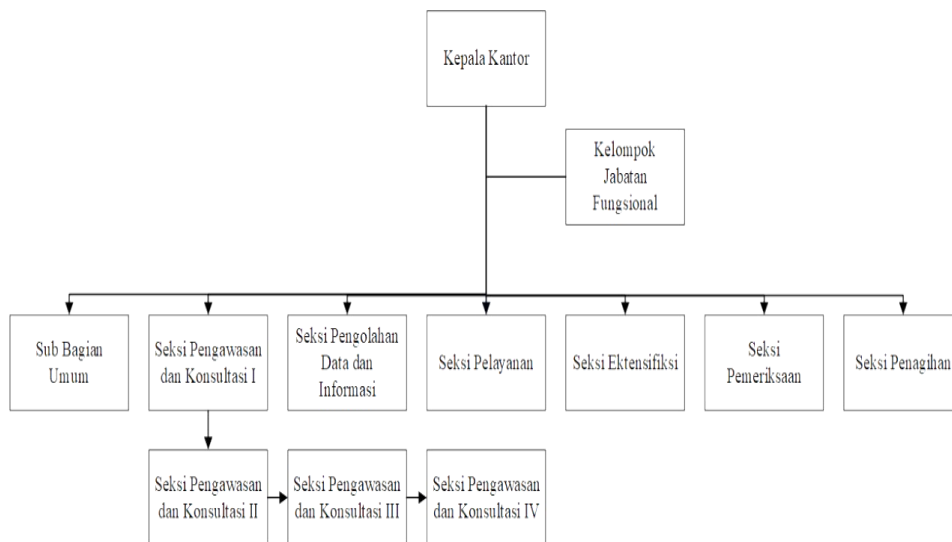 Kepala Kantor
Kelompok
Jabatan
Fungsional
Sub Bagian
Umum
Seksi Pengawasan
dan Konsultasi I
Seksi Pengolahan
Data dan
Informasi
Seksi Pelayanan
Seksi Ektensifiksi
Seksi
Pemeriksaan
Seksi Penagihan
Seksi Pengawasan
dan Konsultasi II
Seksi Pengawasan
dan Konsultasi III
Seksi Pengawasan
dan Konsultasi IV